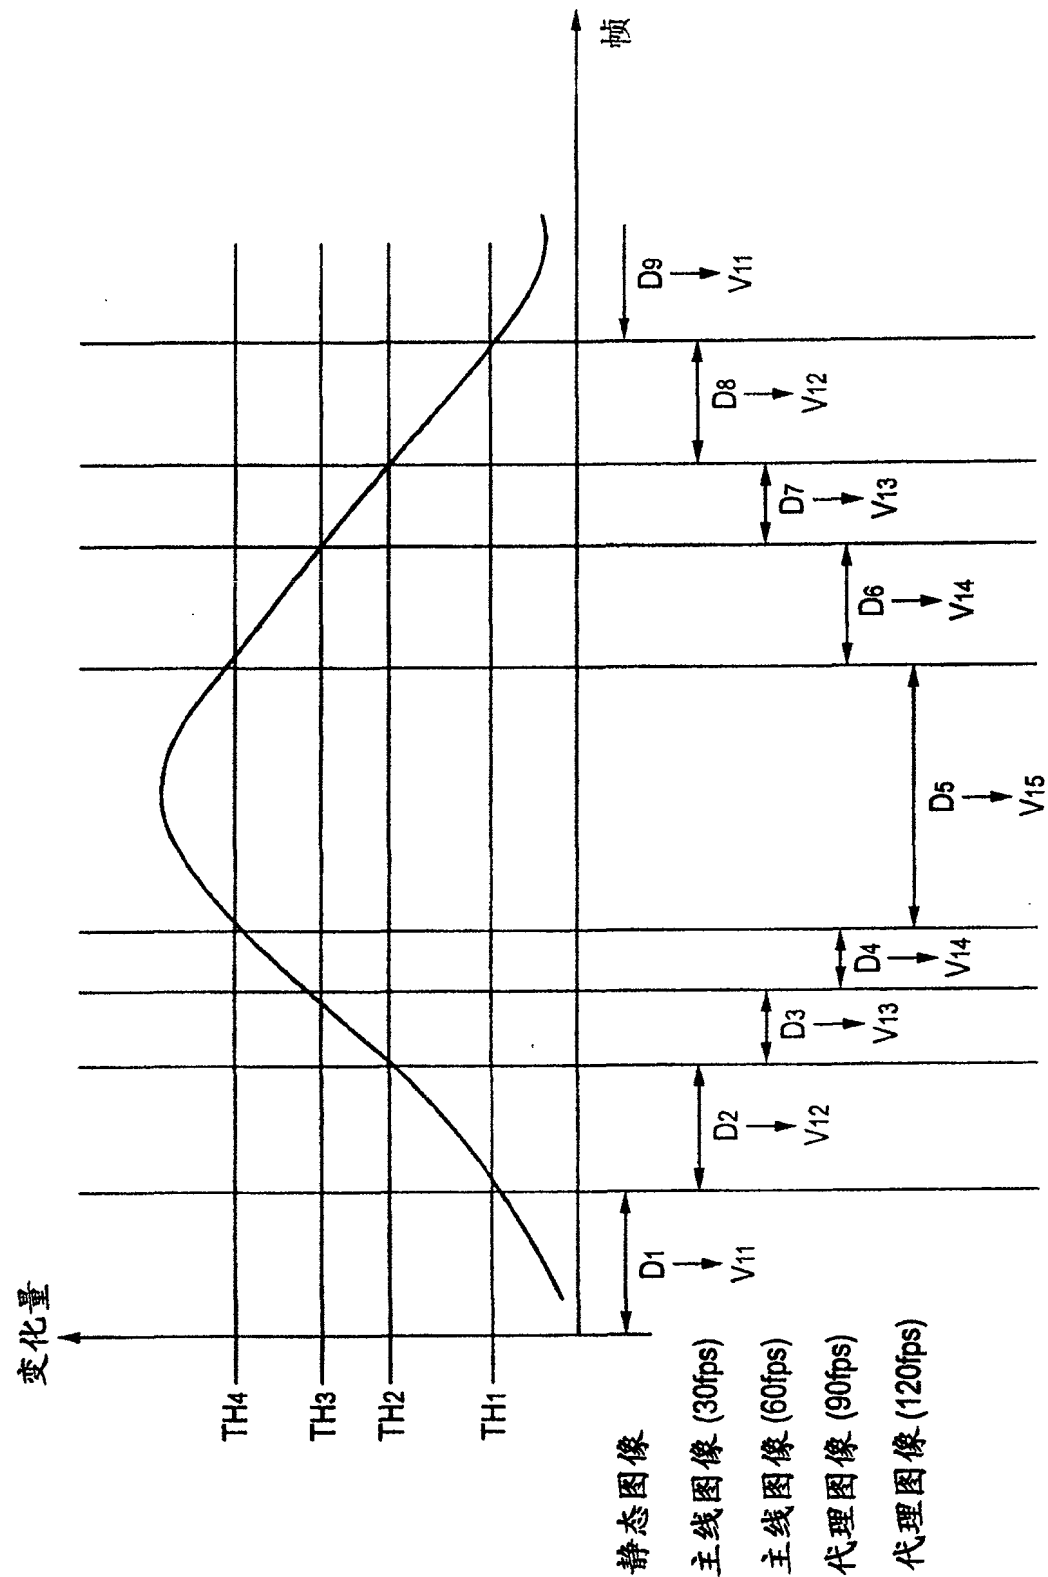 变化量
TH4
TH3
TH2
TH1
帧
静态图像
D1
V11
D9
V11
主线图像 (30fps)
D2
V12
D8
V12
主线图像 (60fps)
D3
V13
D7
V13
代理图像 (90fps)
D4
V14
D6
V14
代理图像 (120fps)
D5
V15